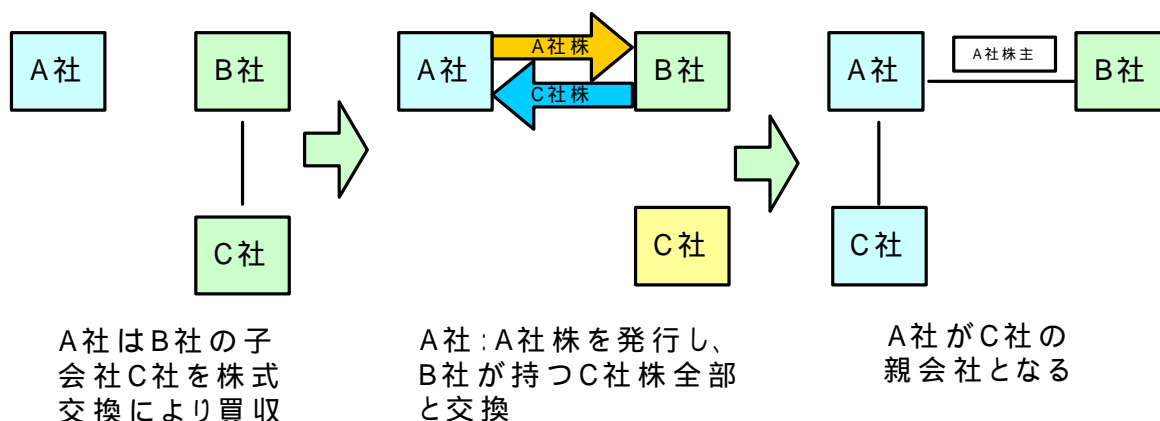 A社
B社
C社
A社はB社の子
会社C社を株式
交換により買収
A社
A社株
C社株
B社
C社
A社:A社株を発行し、
B社が持つC社株全部
と交換
A社
A社株主
B社
C社
A社がC社の
親会社となる